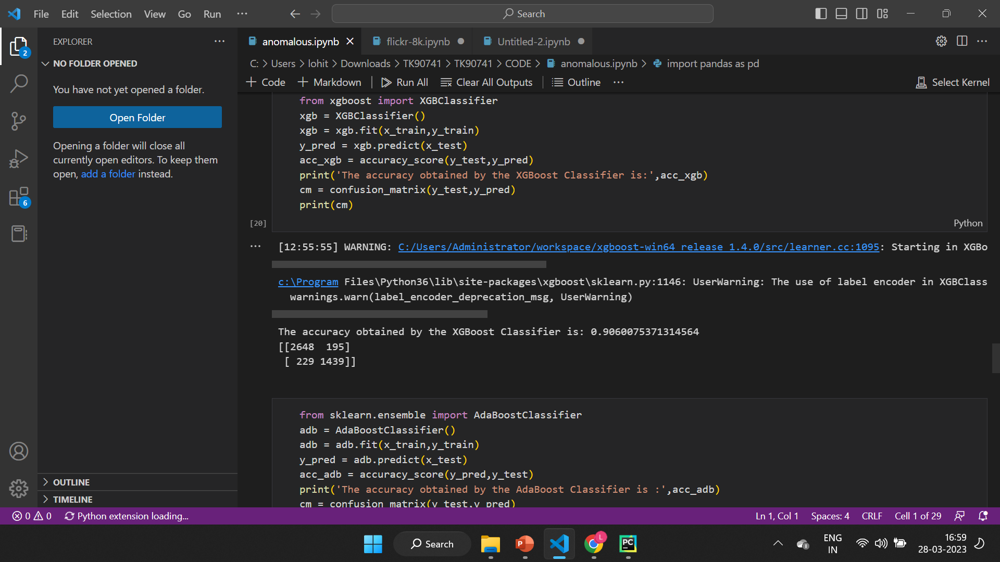 File Edit Selection View Go Run ···
Search
EXPLORER ···
2
NO FOLDER OPENED
You have not yet opened a folder.
Open Folder
Opening a folder will close all
currently open editors. To keep them
open, add a folder instead.
6
OUTLINE
TIMELINE
anomalous.ipynb flickr-8k.ipynb Untitled-2.ipynb
C: > Users > lohit > Downloads > TK90741 > TK90741 > CODE > anomalous.ipynb > import pandas as pd
+ Code + Markdown | Run All Clear All Outputs | Outline ··· Select Kernel
from xgboost import XGBClassifier
xgb = XGBClassifier()
xgb = xgb.fit(x_train,y_train)
y_pred = xgb.predict(x_test)
acc_xgb = accuracy_score(y_test,y_pred)
print('The accuracy obtained by the XGBoost Classifier is:',acc_xgb)
cm = confusion_matrix(y_test,y_pred)
print(cm)
[20] Python
[12:55:55] WARNING: C:/Users/Administrator/workspace/xgboost-win64_release_1.4.0/src/learner.cc:1095: Starting in XGBo
c:\Program Files\Python36\lib\site-packages\xgboost\sklearn.py:1146: UserWarning: The use of label encoder in XGBClass
warnings.warn(label_encoder_deprecation_msg, UserWarning)
The accuracy obtained by the XGBoost Classifier is: 0.9060075371314564
[[2648  195]
[ 229 1439]]
from sklearn.ensemble import AdaBoostClassifier
adb = AdaBoostClassifier()
adb = adb.fit(x_train,y_train)
y_pred = adb.predict(x_test)
acc_adb = accuracy_score(y_pred,y_test)
print('The accuracy obtained by the AdaBoost Classifier is :',acc_adb)
cm = confusion_matrix(y_test,y_pred)
0 0 Python extension loading... Ln 1, Col 1 Spaces: 4 CRLF Cell 1 of 29
Search
P
L
PC
ENG
IN
16:59
28-03-2023